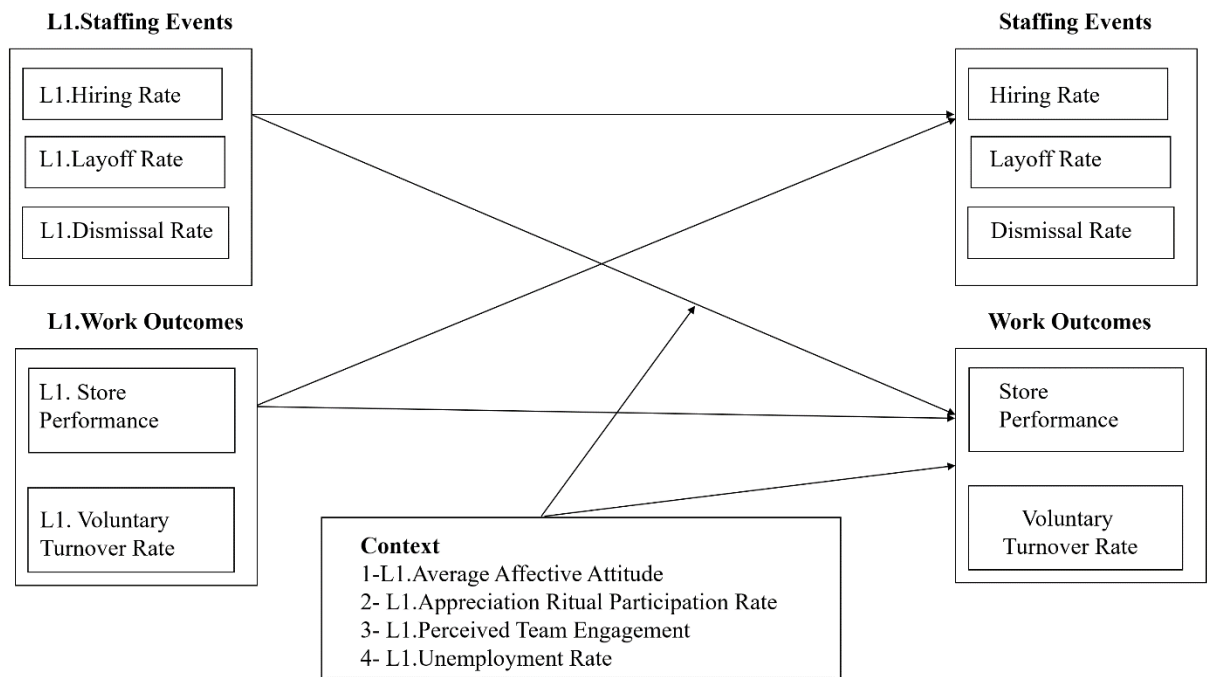 L1.Staffing Events
L1.Hiring Rate
L1.Layoff Rate
L1.Dismissal Rate
L1.Work Outcomes
L1. Store
Performance
L1. Voluntary
Turnover Rate
Context
1-L1.Average Affective Attitude
2- L1.Appreciation Ritual Participation Rate
3- L1.Perceived Team Engagement
4- L1.Unemployment Rate
Staffing Events
Hiring Rate
Layoff Rate
Dismissal Rate
Work Outcomes
Store
Performance
Voluntary
Turnover Rate